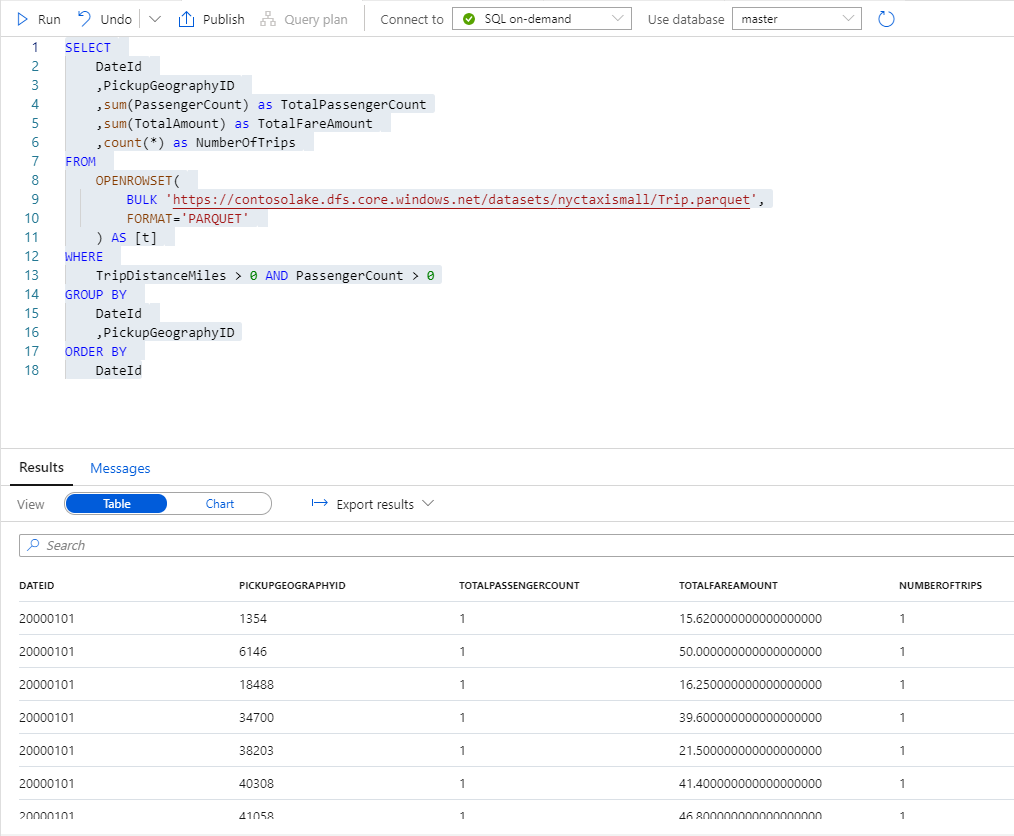 Run Undo Publish Query plan Connect to SQL on-demand Use database master
1 SELECT
2 DateId
3 ,PickupGeographyID
4 ,sum(PassengerCount) as TotalPassengerCount
5 ,sum(TotalAmount) as TotalFareAmount
6 ,count(*) as NumberOfTrips
7 FROM
8 OPENROWSET(
9 BULK 'https://contosolake.dfs.core.windows.net/datasets/nyctaxismall/Trip.parquet',
10 FORMAT='PARQUET'
11 ) AS [t]
12 WHERE
13 TripDistanceMiles > 0 AND PassengerCount > 0
14 GROUP BY
15 DateId
16 ,PickupGeographyID
17 ORDER BY
18 DateId
Results Messages
View Table Chart Export results
Search
DATEID PICKUPGEOGRAPHYID TOTALPASSENGERCOUNT TOTALFAREAMOUNT NUMBEROFTRIPS
20000101 1354 1 15.620000000000000000 1
20000101 6146 1 50.000000000000000000 1
20000101 18488 1 16.250000000000000000 1
20000101 34700 1 39.600000000000000000 1
20000101 38203 1 21.500000000000000000 1
20000101 40308 1 41.400000000000000000 1
20000101 41058 1 46.800000000000000000 1